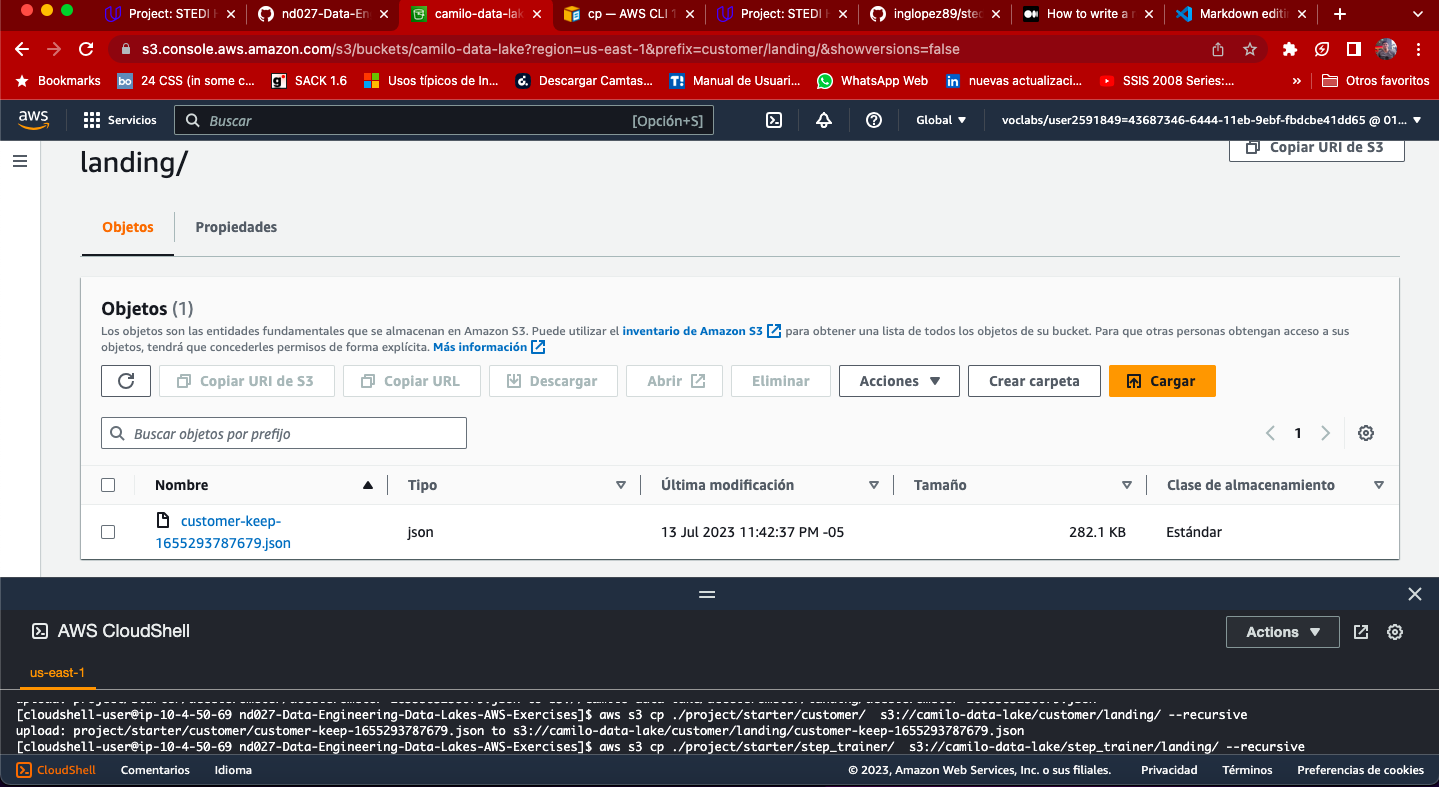 Project: STEDI H
nd027-Data-En
camilo-data-lak
cp — AWS CLI 1
Project: STEDI H
inglopez89/sted
How to write a r
Markdown editi
s3.console.aws.amazon.com/s3/buckets/camilo-data-lake?region=us-east-1&prefix=customer/landing/&showversions=false
Bookmarks
24 CSS (in some c...
SACK 1.6
Usos típicos de In...
Descargar Camtas...
Manual de Usuari...
WhatsApp Web
nuevas actualizaci...
SSIS 2008 Series:...
»
Otros favoritos
aws
Servicios
Buscar
[Opción+S]
Global
voclabs/user2591849=43687346-6444-11eb-9ebf-fbdcbe41dd65 @ 01...
landing/
Copiar URI de S3
Objetos
Propiedades
Objetos (1)
Los objetos son las entidades fundamentales que se almacenan en Amazon S3. Puede utilizar el inventario de Amazon S3 para obtener una lista de todos los objetos de su bucket. Para que otras personas obtengan acceso a sus
objetos, tendrá que concederles permisos de forma explícita. Más información
Copiar URI de S3
Copiar URL
Descargar
Abrir
Eliminar
Acciones
Crear carpeta
Cargar
Buscar objetos por prefijo
1
Nombre
Tipo
Última modificación
Tamaño
Clase de almacenamiento
customer-keep-
1655293787679.json
json
13 Jul 2023 11:42:37 PM -05
282.1 KB
Estándar
AWS CloudShell
Actions
us-east-1
[cloudshell-user@ip-10-4-50-69 nd027-Data-Engineering-Data-Lakes-AWS-Exercises]$ aws s3 cp ./project/starter/customer/  s3://camilo-data-lake/customer/landing/ --recursive
upload: project/starter/customer/customer-keep-1655293787679.json to s3://camilo-data-lake/customer/landing/customer-keep-1655293787679.json
[cloudshell-user@ip-10-4-50-69 nd027-Data-Engineering-Data-Lakes-AWS-Exercises]$ aws s3 cp ./project/starter/step_trainer/  s3://camilo-data-lake/step_trainer/landing/ --recursive
CloudShell
Comentarios
Idioma
© 2023, Amazon Web Services, Inc. o sus filiales.
Privacidad
Términos
Preferencias de cookies